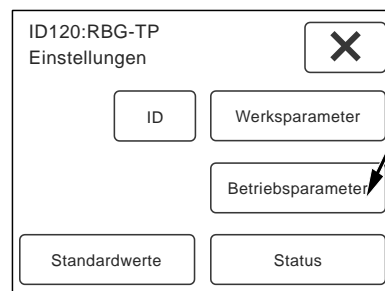 ID120:RBG-TP
Einstellungen
ID
Werksparameter
Betriebsparameter
Standardwerte
Status